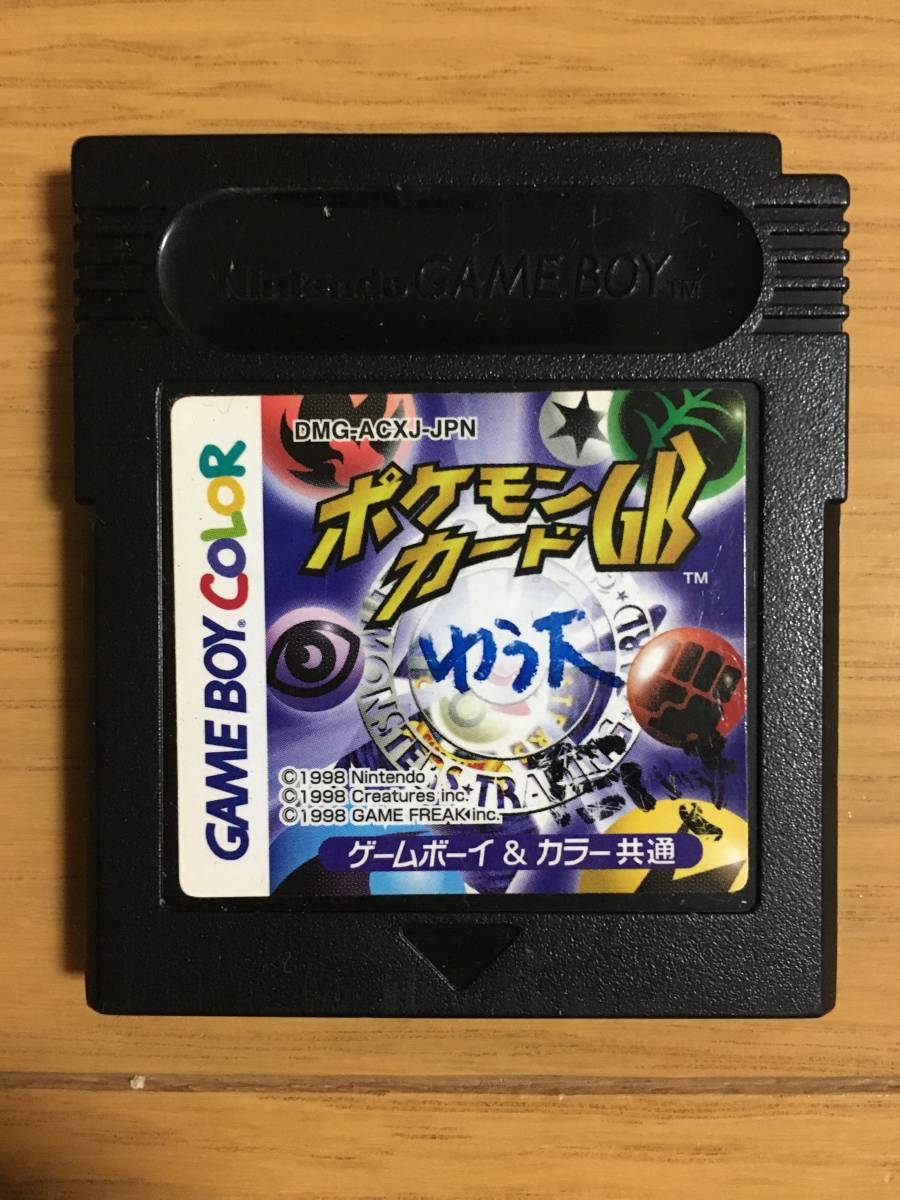 Nintendo GAME BOY™
GAME BOY COLOR
DMG-ACXJ-JPN
ポケモン
カードGB
™
ゆう
©1998 Nintendo
©1998 Creatures inc.
©1998 GAME FREAK inc.
ゲームボーイ & カラー共通